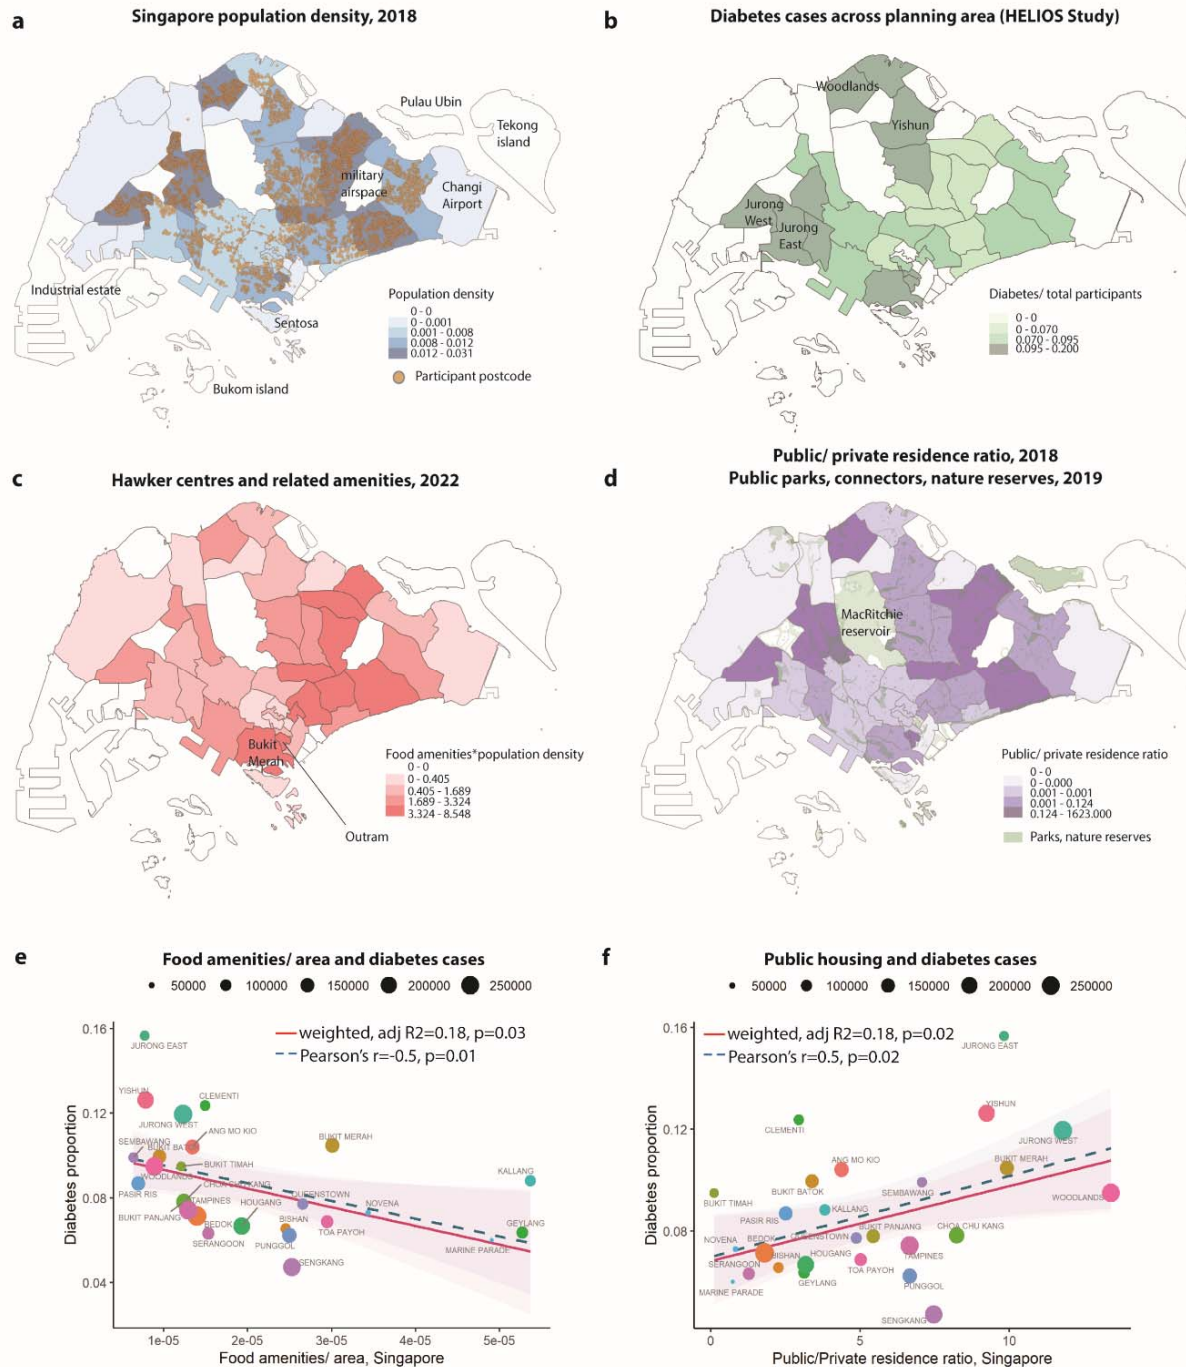 a
Singapore population density, 2018
Pulau Ubin
Tekong
island
military
airspace
Changi
Airport
Industrial estate
Sentosa
Bukom island
Population density
0 - 0
0 - 0.001
0.001 - 0.008
0.008 - 0.012
0.012 - 0.031
Participant postcode
b
Diabetes cases across planning area (HELIOS Study)
Woodlands
Yishun
Jurong
West
Jurong
East
Diabetes/ total participants
0 - 0
0 - 0.070
0.070 - 0.095
0.095 - 0.200
c
Hawker centres and related amenities, 2022
Bukit
Merah
Outram
Food amenities*population density
0 - 0
0 - 0.405
0.405 - 1.689
1.689 - 3.324
3.324 - 8.548
d
Public/ private residence ratio, 2018
Public parks, connectors, nature reserves, 2019
MacRitchie
reservoir
Public/ private residence ratio
0 - 0
0 - 0.000
0.001 - 0.001
0.001 - 0.124
0.124 - 1623.000
Parks, nature reserves
e
Food amenities/ area and diabetes cases
50000 100000 150000 200000 250000
weighted, adj R2=0.18, p=0.03
Pearson's r=-0.5, p=0.01
Diabetes proportion
0.16
0.12
0.08
0.04
JURONG EAST
YISHUN
CLEMENTI
JURONG WEST
ANG MO KIO
BUKIT MERAH
SEMBAWANG
BUKIT BATOK
BUKIT TIMAH
WOODLANDS
KALLANG
PASIR RIS
CHOA CHU KANG
TAMPINES
HOUGANG
QUEENSTOWN
NOVENA
BUKIT PANJANG
BEDOK
BISHAN
TOA PAYOH
GEYLANG
SERANGOON
PUNGGOL
MARINE PARADE
SENGKANG
1e-05 2e-05 3e-05 4e-05 5e-05
Food amenities/ area, Singapore
f
Public housing and diabetes cases
50000 100000 150000 200000 250000
weighted, adj R2=0.18, p=0.02
Pearson's r=0.5, p=0.02
Diabetes proportion
0.16
0.12
0.08
JURONG EAST
YISHUN
CLEMENTI
JURONG WEST
ANG MO KIO
BUKIT MERAH
BUKIT BATOK
SEMBAWANG
WOODLANDS
BUKIT TIMAH
PASIR RIS
KALLANG
BUKIT PANJANG
CHOA CHU KANG
NOVENA
BEDOK
QUEENSTOWN
BISHAN
HOUGANG
TAMPINES
SERANGOON
GEYLANG
TOA PAYOH
PUNGGOL
MARINE PARADE
SENGKANG
0 5 10
Public/Private residence ratio, Singapore